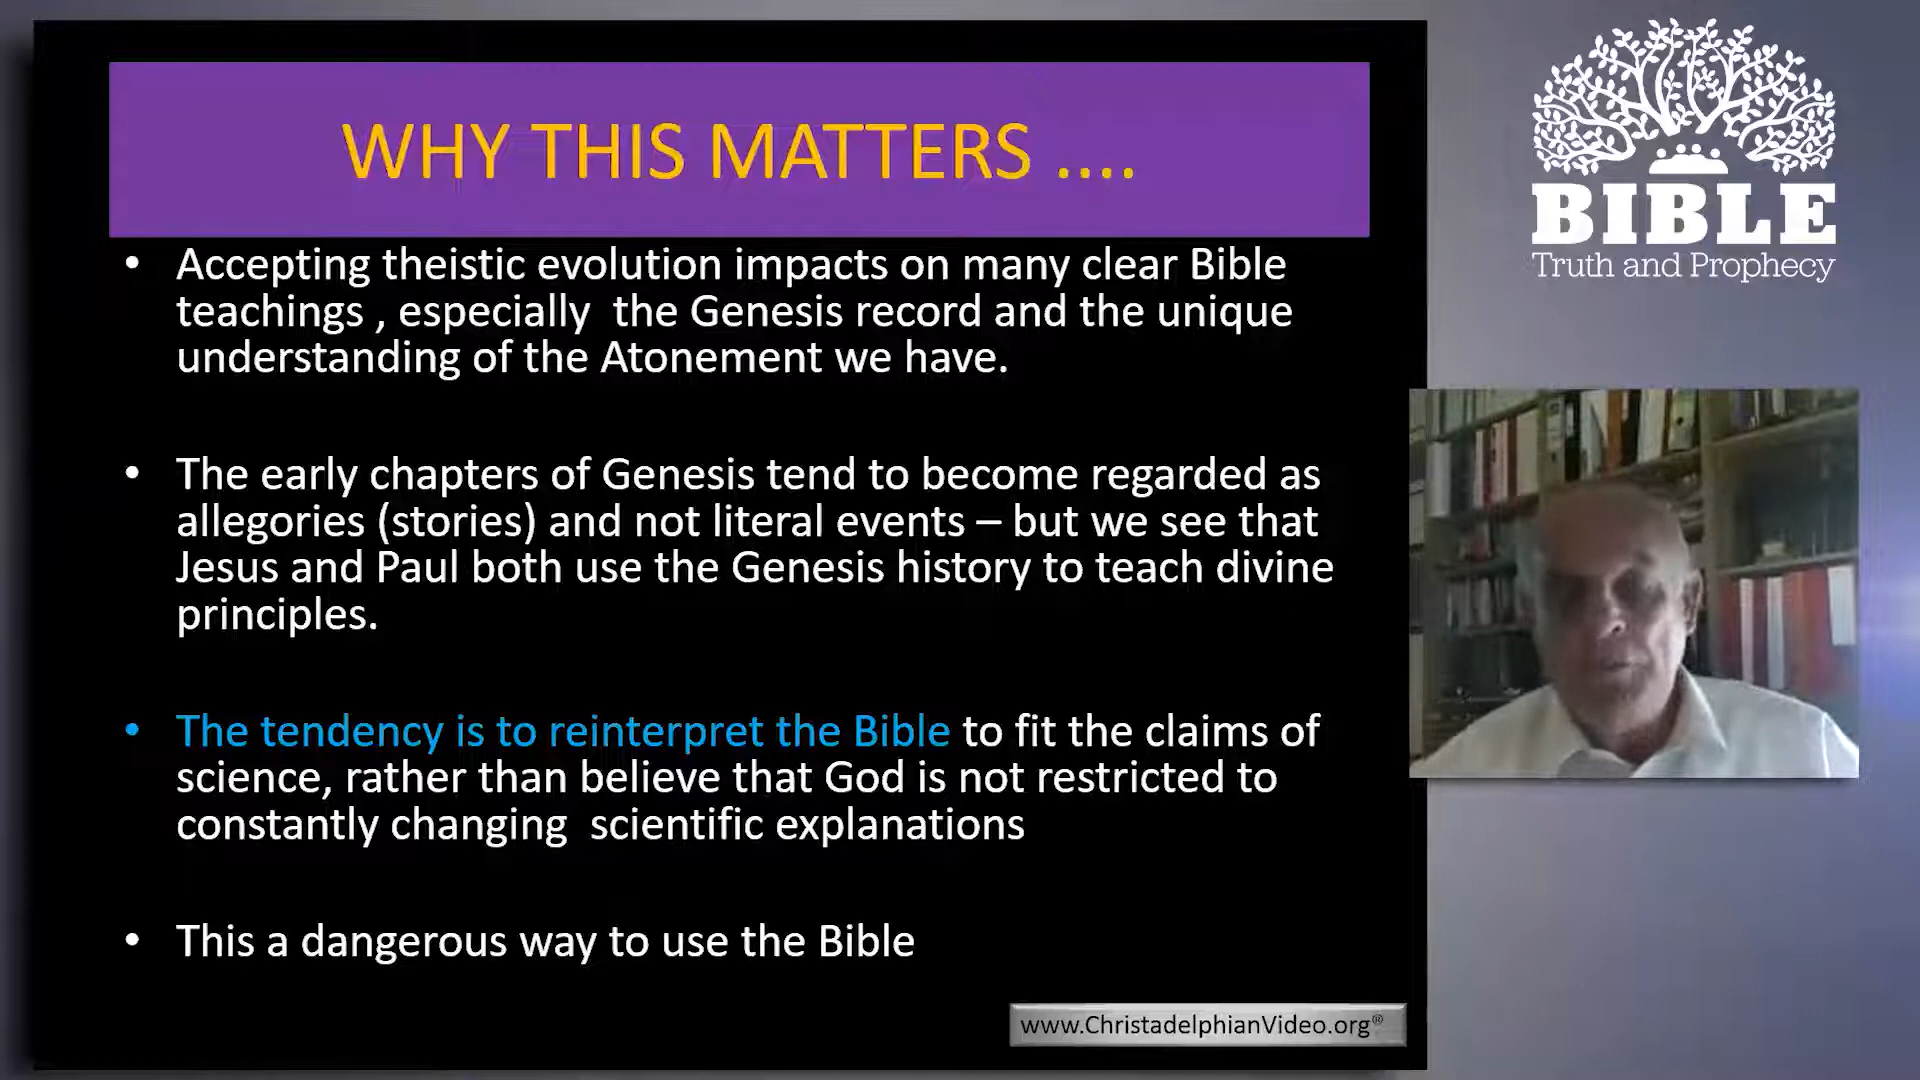 WHY THIS MATTERS ....
• Accepting theistic evolution impacts on many clear Bible
teachings , especially  the Genesis record and the unique
understanding of the Atonement we have.
• The early chapters of Genesis tend to become regarded as
allegories (stories) and not literal events – but we see that
Jesus and Paul both use the Genesis history to teach divine
principles.
• The tendency is to reinterpret the Bible to fit the claims of
science, rather than believe that God is not restricted to
constantly changing  scientific explanations
• This a dangerous way to use the Bible
www.ChristadelphianVideo.org®
BIBLE
Truth and Prophecy